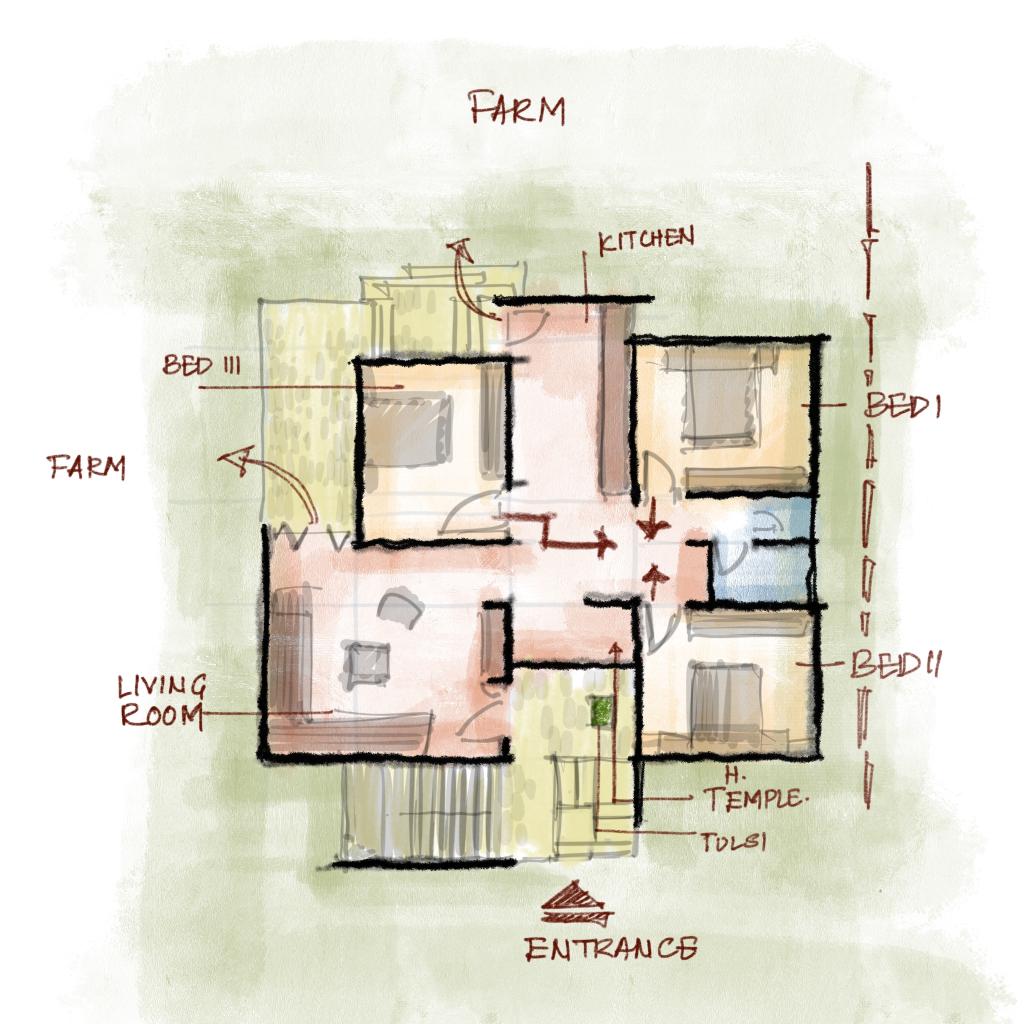 FARM
KITCHEN
BED III
BED I
FARM
BED II
LIVING
ROOM
H.
TEMPLE.
TULSI
ENTRANCE